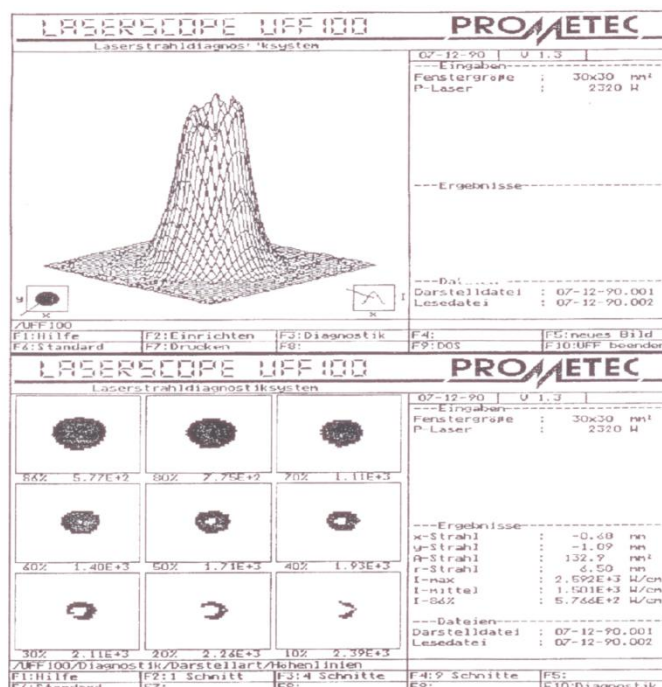 LASERSCOPE UFF100 PROMETEC
Laserstrahldiagnos
07-12-90 V 1.3
---Eingaben---
Fenstergröße : 30x30 mm²
P-Laser : 2320 W
---Ergebnisse---
Darstelldatei : 07-12-90.001
Lesedatei : 07-12-90.002
y
x
I
x
/UFF100
F1:Hilfe F2:Einrichten F3:Diagnostik F4: F5:neues Bild
F6:Standard F7:Drucken F8: F9:DOS F10:UFF beenden
LASERSCOPE UFF100 PROMETEC
Laserstrahldiagnostiksystem
07-12-90 V 1.3
---Eingaben---
Fenstergröße : 30x30 mm²
P-Laser : 2320 W
86% 5.77E+2 80% 7.75E+2 70% 1.11E+3
60% 1.40E+3 50% 1.71E+3 40% 1.93E+3
30% 2.11E+3 20% 2.26E+3 10% 2.39E+3
---Ergebnisse---
x-Strahl : -0.68 mm
y-Strahl : -1.09 mm
A-Strahl : 132.9 mm²
r-Strahl : 6.50 mm
I-max : 2.592E+3 W/cm
I-mittel : 1.501E+3 W/cm
I-86% : 5.766E+2 W/cm
---Dateien---
Darstelldatei : 07-12-90.001
Lesedatei : 07-12-90.002
/UFF100/Diagnostik/Darstellart/Höhenlinien
F1:Hilfe F2:1 Schnitt F3:4 Schnitte F4:9 Schnitte F5:
F6:Standard F7: F8: F9: F10:Diagnostik